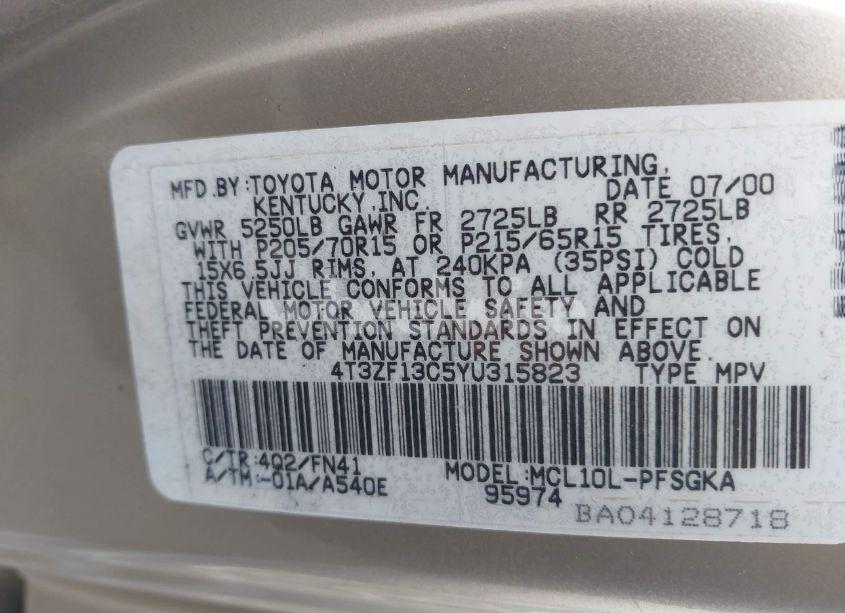 MFD.BY:TOYOTA MOTOR MANUFACTURING,
KENTUCKY,INC. DATE 07/00
GVWR 5250LB GAWR FR 2725LB RR 2725LB
WITH P205/70R15 OR P215/65R15 TIRES,
15X6.5JJ RIMS, AT 240KPA (35PSI) COLD
THIS VEHICLE CONFORMS TO ALL APPLICABLE
FEDERAL MOTOR VEHICLE SAFETY AND
THEFT PREVENTION STANDARDS IN EFFECT ON
THE DATE OF MANUFACTURE SHOWN ABOVE.
4T3ZF13C5YU315823 TYPE MPV
C/TR:4Q2/FN41 MODEL:MCL10L-PFSGKA
A/TM:-01A/A540E 95974
BA04128718